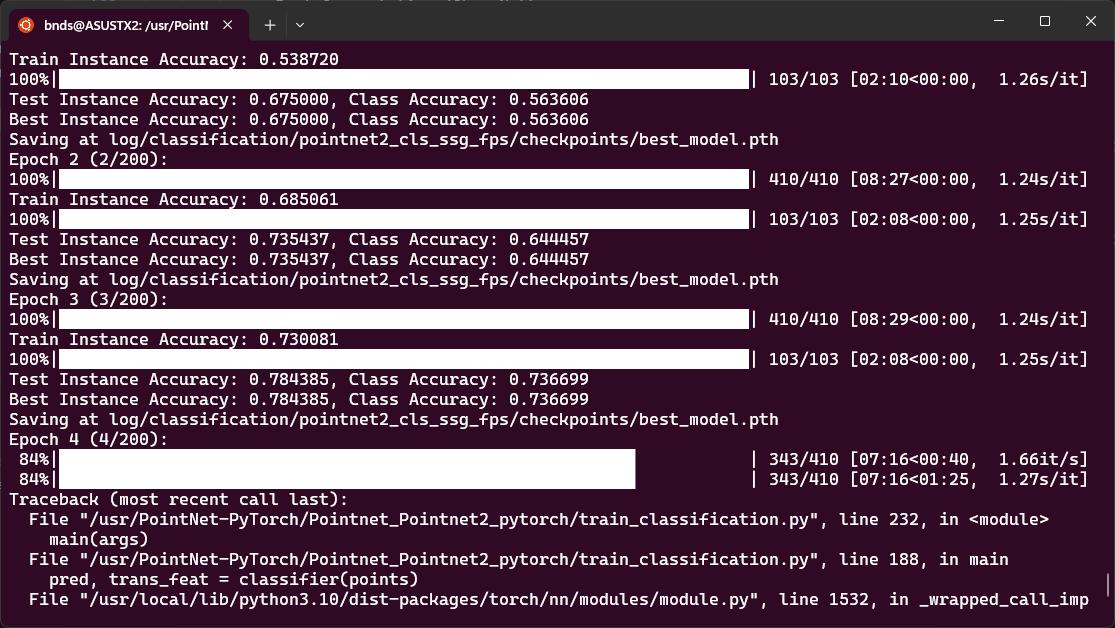 bnds@ASUSTX2: /usr/Point
Train Instance Accuracy: 0.538720
100%| | 103/103 [02:10<00:00,  1.26s/it]
Test Instance Accuracy: 0.675000, Class Accuracy: 0.563606
Best Instance Accuracy: 0.675000, Class Accuracy: 0.563606
Saving at log/classification/pointnet2_cls_ssg_fps/checkpoints/best_model.pth
Epoch 2 (2/200):
100%| | 410/410 [08:27<00:00,  1.24s/it]
Train Instance Accuracy: 0.685061
100%| | 103/103 [02:08<00:00,  1.25s/it]
Test Instance Accuracy: 0.735437, Class Accuracy: 0.644457
Best Instance Accuracy: 0.735437, Class Accuracy: 0.644457
Saving at log/classification/pointnet2_cls_ssg_fps/checkpoints/best_model.pth
Epoch 3 (3/200):
100%| | 410/410 [08:29<00:00,  1.24s/it]
Train Instance Accuracy: 0.730081
100%| | 103/103 [02:08<00:00,  1.25s/it]
Test Instance Accuracy: 0.784385, Class Accuracy: 0.736699
Best Instance Accuracy: 0.784385, Class Accuracy: 0.736699
Saving at log/classification/pointnet2_cls_ssg_fps/checkpoints/best_model.pth
Epoch 4 (4/200):
 84%| | 343/410 [07:16<00:40,  1.66it/s]
 84%| | 343/410 [07:16<01:25,  1.27s/it]
Traceback (most recent call last):
  File "/usr/PointNet-PyTorch/Pointnet_Pointnet2_pytorch/train_classification.py", line 232, in <module>
    main(args)
  File "/usr/PointNet-PyTorch/Pointnet_Pointnet2_pytorch/train_classification.py", line 188, in main
    pred, trans_feat = classifier(points)
  File "/usr/local/lib/python3.10/dist-packages/torch/nn/modules/module.py", line 1532, in _wrapped_call_imp